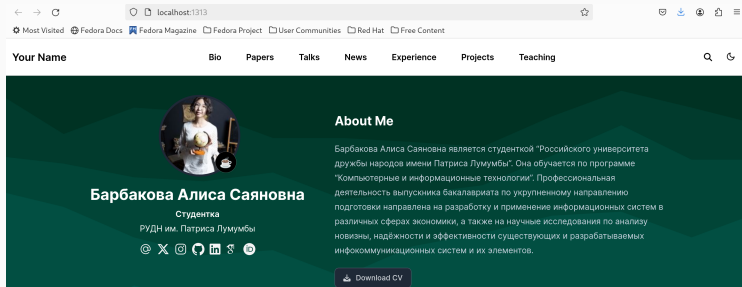 localhost:1313
Most Visited Fedora Docs Fedora Magazine Fedora Project User Communities Red Hat Free Content
Your Name Bio Papers Talks News Experience Projects Teaching
Барбакова Алиса Саяновна
Студентка
РУДН им. Патриса Лумумбы
About Me
Барбакова Алиса Саяновна является студенткой "Российского университета
дружбы народов имени Патриса Лумумбы". Она обучается по программе
"Компьютерные и информационные технологии". Профессиональная
деятельность выпускника бакалавриата по укрупненному направлению
подготовки направлена на разработку и применение информационных систем в
различных сферах экономики, а также на научные исследования по анализу
новизны, надёжности и эффективности существующих и разрабатываемых
инфокоммуникационных систем и их элементов.
Download CV